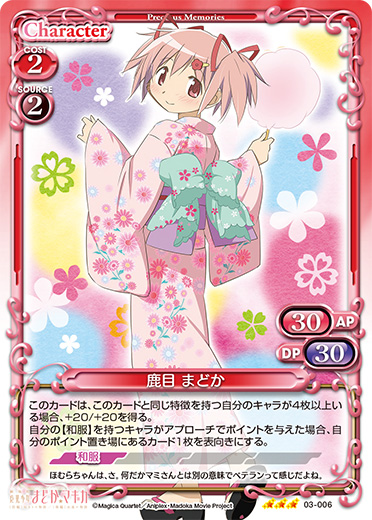 Precious Memories
Character
COST
2
SOURCE
2
30 AP
DP 30
鹿目 まどか
このカードは、このカードと同じ特徴を持つ自分のキャラが4枚以上い
る場合、+20/+20を得る。
自分の【和服】を持つキャラがアプローチでポイントを与えた場合、自
分のポイント置き場にあるカード1枚を表向きにする。
和服
ほむらちゃんは、さ、何だかマミさんとは別の意味でベテランって感じだよね。
まどか☆マギカ
©Magica Quartet／Aniplex・Madoka Movie Project
03-006